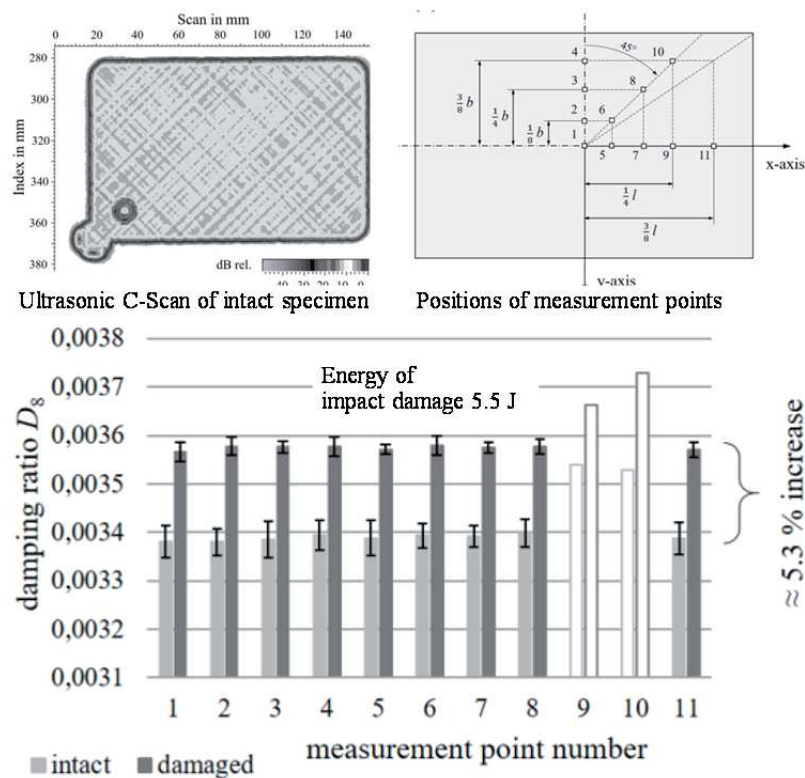 Scan in mm
0 20 40 60 80 100 120 140
Index in mm
280
300
320
340
360
380
dB rel.
-40 -30 -20 -10 0
Ultrasonic C-Scan of intact specimen
45°
4 10
3 8
2 6
1
5 7 9 11
3/8 b
1/4 b
1/8 b
1/4 l
3/8 l
x-axis
y-axis
Positions of measurement points
damping ratio D8
0,0038
0,0037
0,0036
0,0035
0,0034
0,0033
0,0032
0,0031
Energy of
impact damage 5.5 J
≈ 5.3 % increase
1 2 3 4 5 6 7 8 9 10 11
measurement point number
intact damaged